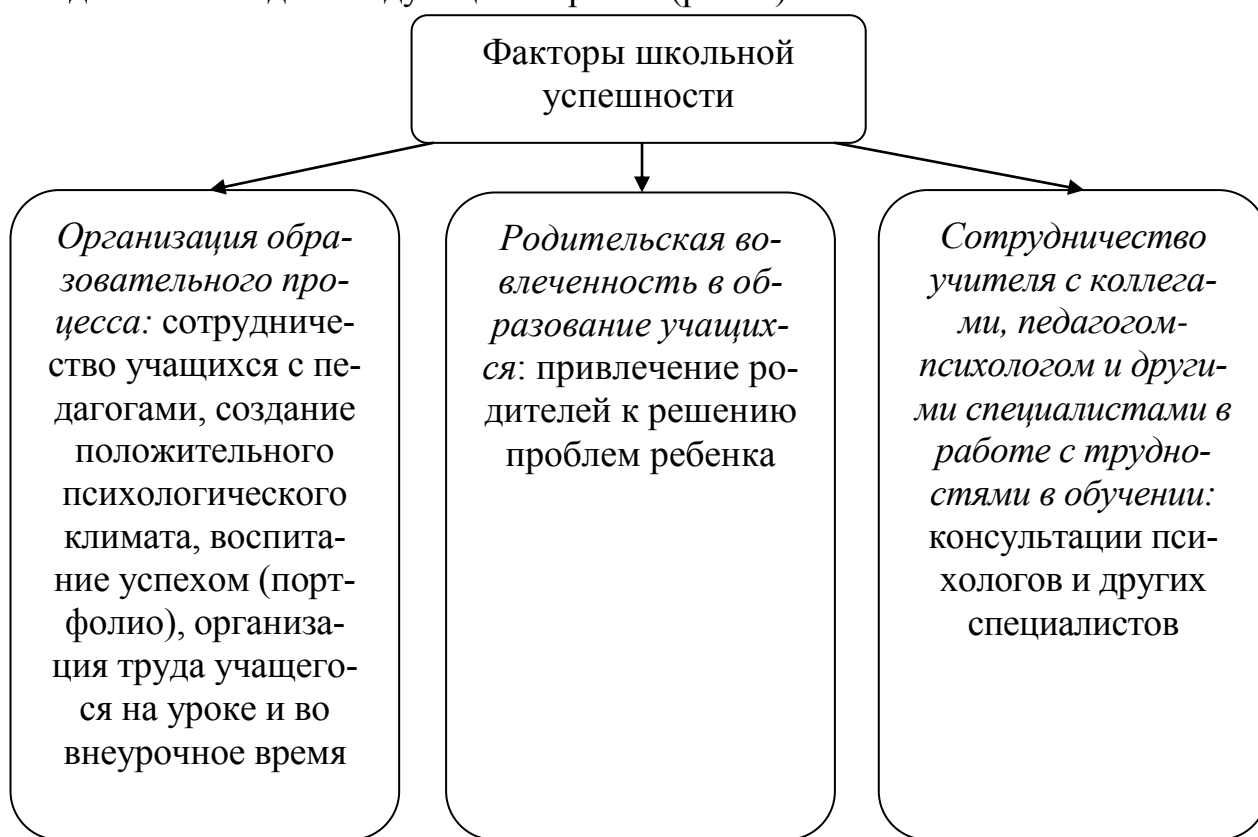 Факторы школьной
успешности
Организация обра-
зовательного про-
цесса: сотрудниче-
ство учащихся с пе-
дагогами, создание
положительного
психологического
климата, воспита-
ние успехом (порт-
фолио), организа-
ция труда учащего-
ся на уроке и во
внеурочное время
Родительская во-
влеченность в об-
разование учащих-
ся: привлечение ро-
дителей к решению
проблем ребенка
Сотрудничество
учителя с коллега-
ми, педагогом-
психологом и други-
ми специалистами в
работе с трудно-
стями в обучении:
консультации пси-
хологов и других
специалистов